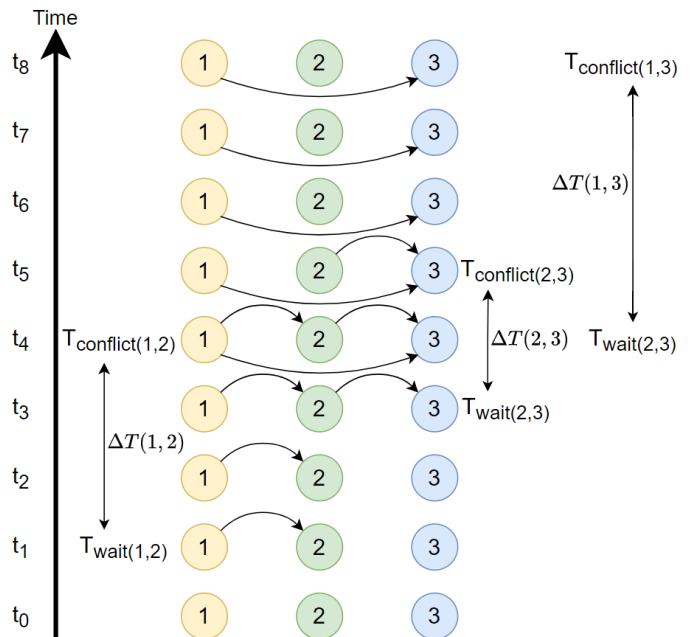 Time
t8 1 2 3 Tconflict(1,3)
t7 1 2 3
ΔT(1,3)
t6 1 2 3
t5 1 2 3 Tconflict(2,3)
t4 Tconflict(1,2) 1 2 3 ΔT(2,3) Twait(2,3)
t3 1 2 3 Twait(2,3)
ΔT(1,2)
t2 1 2 3
t1 Twait(1,2) 1 2 3
t0 1 2 3